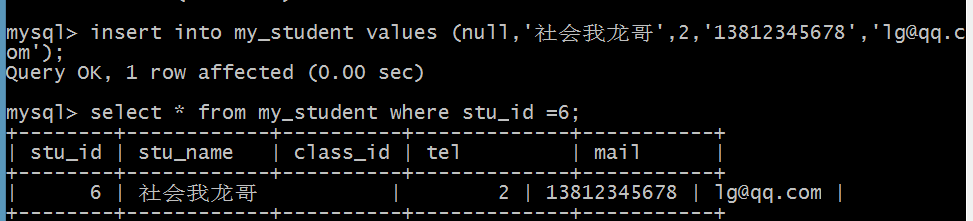 mysql> insert into my_student values (null,'社会我龙哥',2,'13812345678','lg@qq.c
om');
Query OK, 1 row affected (0.00 sec)
mysql> select * from my_student where stu_id =6;
+--------+------------+----------+-------------+-----------+
| stu_id | stu_name   | class_id | tel         | mail      |
+--------+------------+----------+-------------+-----------+
|      6 | 社会我龙哥          |        2 | 13812345678 | lg@qq.com |
+--------+------------+----------+-------------+-----------+